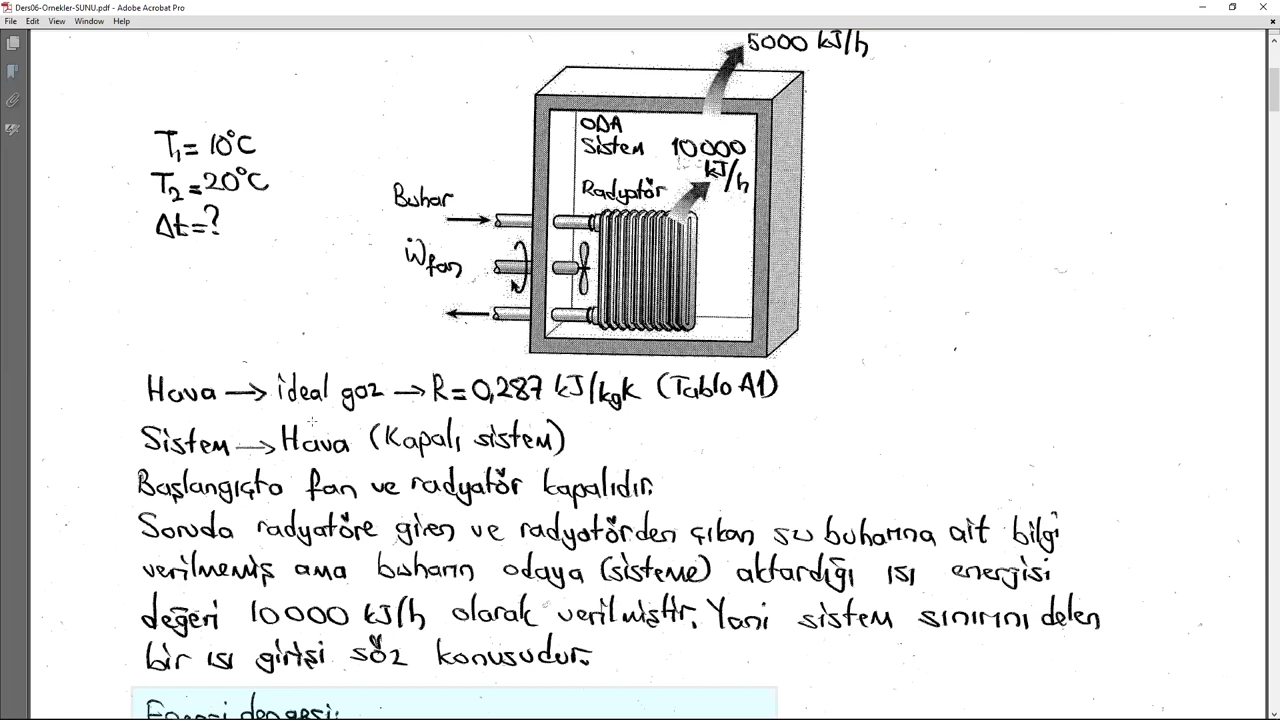 Ders06-Ornekler-SUNU.pdf - Adobe Acrobat Pro
File Edit View Window Help
5000 kJ/h
T₁=10°C
T₂=20°C
Δt=?
ODA
Sistem
10000
kJ/h
Radyatör
Buhar
Ẇfan
Hava → ideal gaz → R=0,287 kJ/kgK (Tablo A1)
Sistem → Hava (Kapalı sistem)
Başlangıçta fan ve radyatör kapalıdır.
Soruda radyatöre giren ve radyatörden çıkan su buharına ait bilgi
verilmemiş ama buharın odaya (sisteme) aktardığı ısı enerjisi
değeri 10000 kJ/h olarak verilmiştir. Yani sistem sınırını delen
bir ısı girişi söz konusudur.
Enerji dengesi: